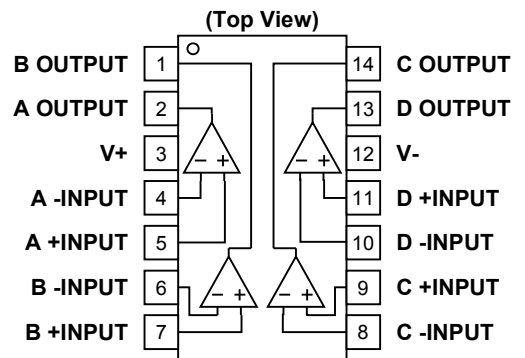 (Top View)
B OUTPUT 1 14 C OUTPUT
A OUTPUT 2 13 D OUTPUT
V+ 3 - + - + 12 V-
A -INPUT 4 11 D +INPUT
A +INPUT 5 10 D -INPUT
B -INPUT 6 - + - + 9 C +INPUT
B +INPUT 7 8 C -INPUT